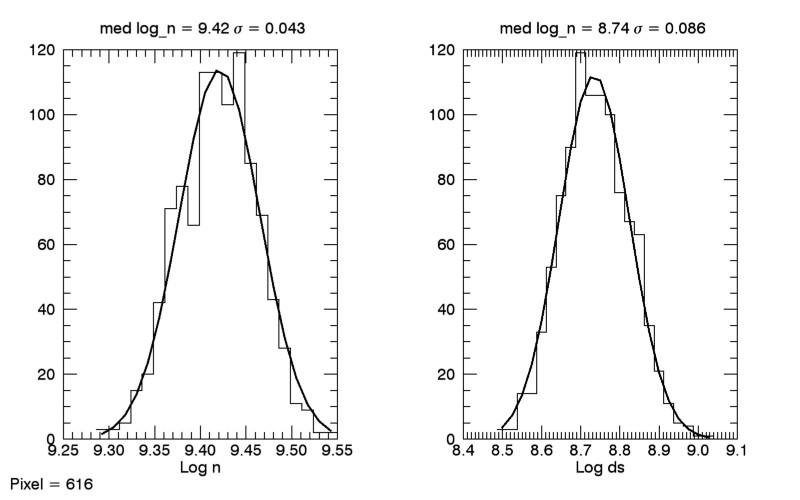 med log_n = 9.42 σ = 0.043
med log_n = 8.74 σ = 0.086
120
100
80
60
40
20
0
9.25 9.30 9.35 9.40 9.45 9.50 9.55
Log n
120
100
80
60
40
20
0
8.4 8.5 8.6 8.7 8.8 8.9 9.0 9.1
Log ds
Pixel = 616